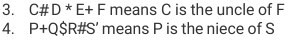 3. C#D * E+ F means C is the uncle of F
4. P+Q$R#S’ means P is the niece of S